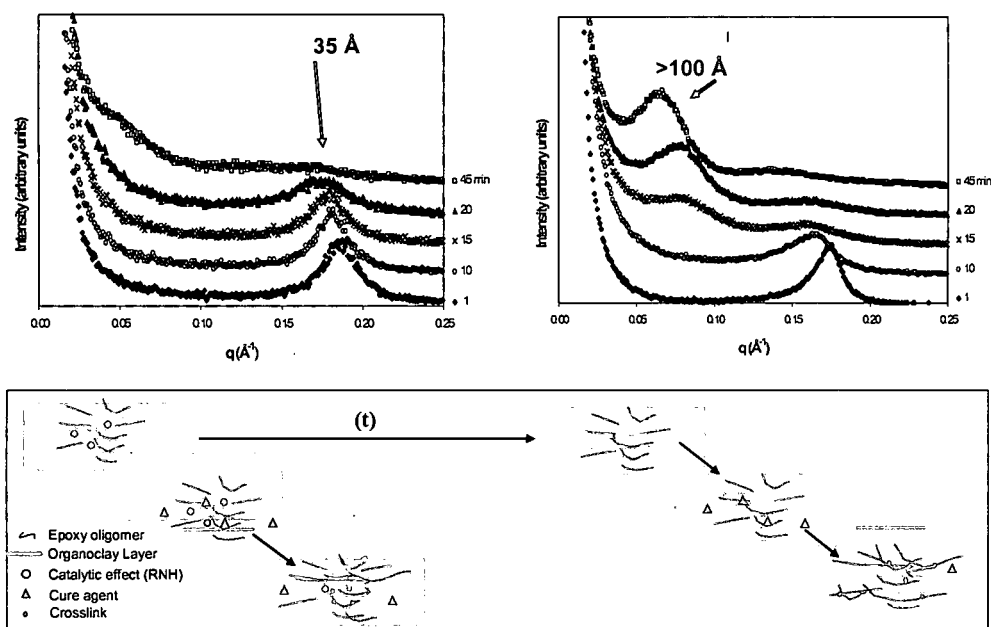 35 Å
Intensity (arbitrary units)
45 min
20
15
10
1
0.00 0.05 0.10 0.15 0.20 0.25
q (Å⁻¹)
>100 Å
Intensity (arbitrary units)
45 min
20
15
10
1
0.00 0.05 0.10 0.15 0.20 0.25
q (Å⁻¹)
(t)
Epoxy oligomer
Organoclay Layer
Catalytic effect (RNH)
Cure agent
Crosslink